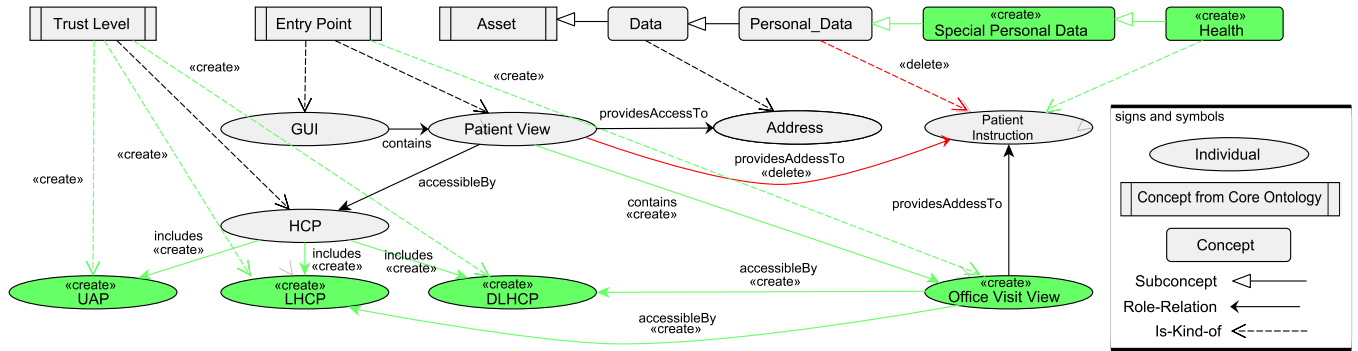 Trust Level
Entry Point
Asset
Data
Personal_Data
«create»
Special Personal Data
«create»
Health
«create»
«create»
«delete»
«create»
«create»
GUI
contains
Patient View
providesAccessTo
Address
Patient
Instruction
providesAddessTo
«delete»
accessibleBy
contains
«create»
providesAddessTo
HCP
includes
«create»
includes
«create»
includes
«create»
accessibleBy
«create»
accessibleBy
«create»
«create»
UAP
«create»
LHCP
«create»
DLHCP
«create»
Office Visit View
signs and symbols
Individual
Concept from Core Ontology
Concept
Subconcept
Role-Relation
Is-Kind-of